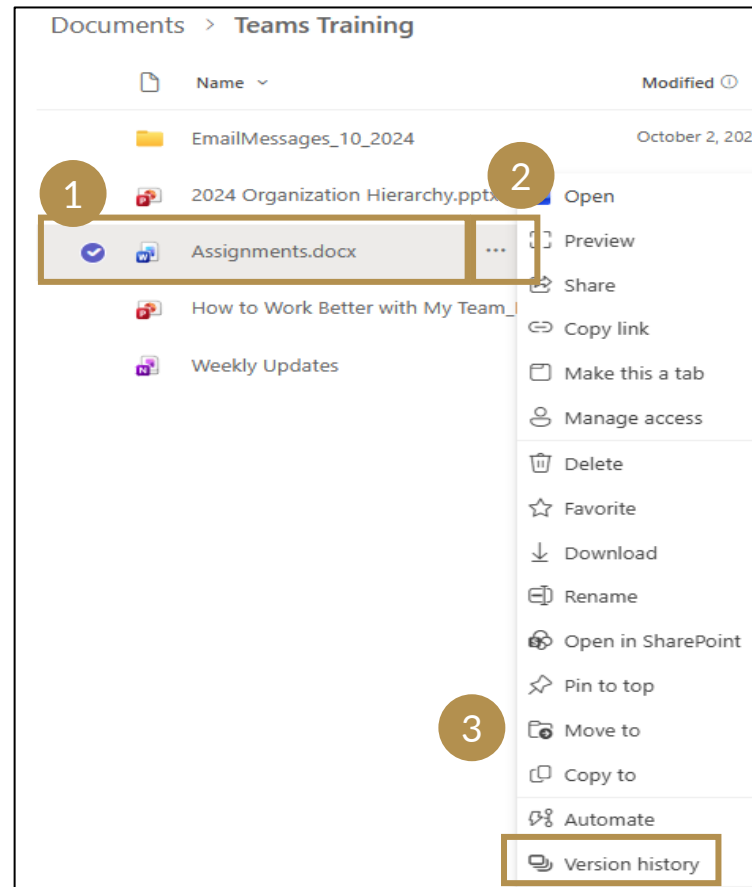 Documents > Teams Training
Name Modified
EmailMessages_10_2024 October 2, 202
1
2024 Organization Hierarchy.pptx
2
Open
Assignments.docx ...
Preview
Share
How to Work Better with My Team_
Copy link
Weekly Updates
Make this a tab
Manage access
Delete
Favorite
Download
Rename
Open in SharePoint
Pin to top
3
Move to
Copy to
Automate
Version history